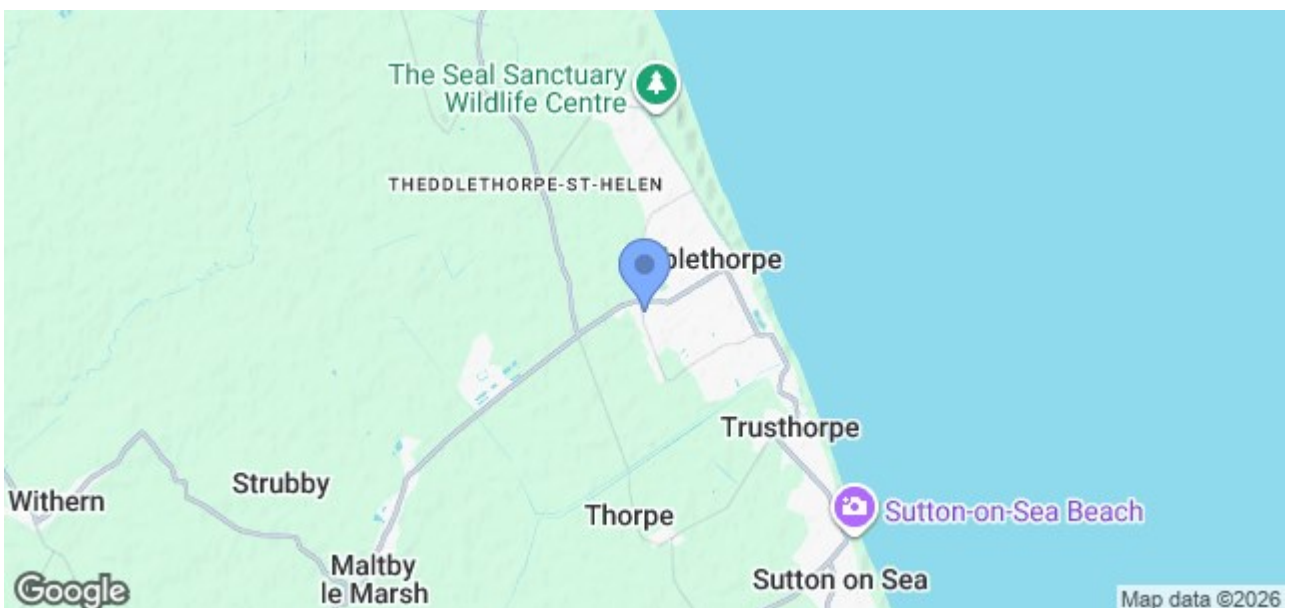 The Seal Sanctuary
Wildlife Centre
THEDDLETHORPE-ST-HELEN
blethorpe
Trusthorpe
Strubby
Withern
Thorpe
Sutton-on-Sea Beach
Maltby
le Marsh
Sutton on Sea
Google
Map data ©2026